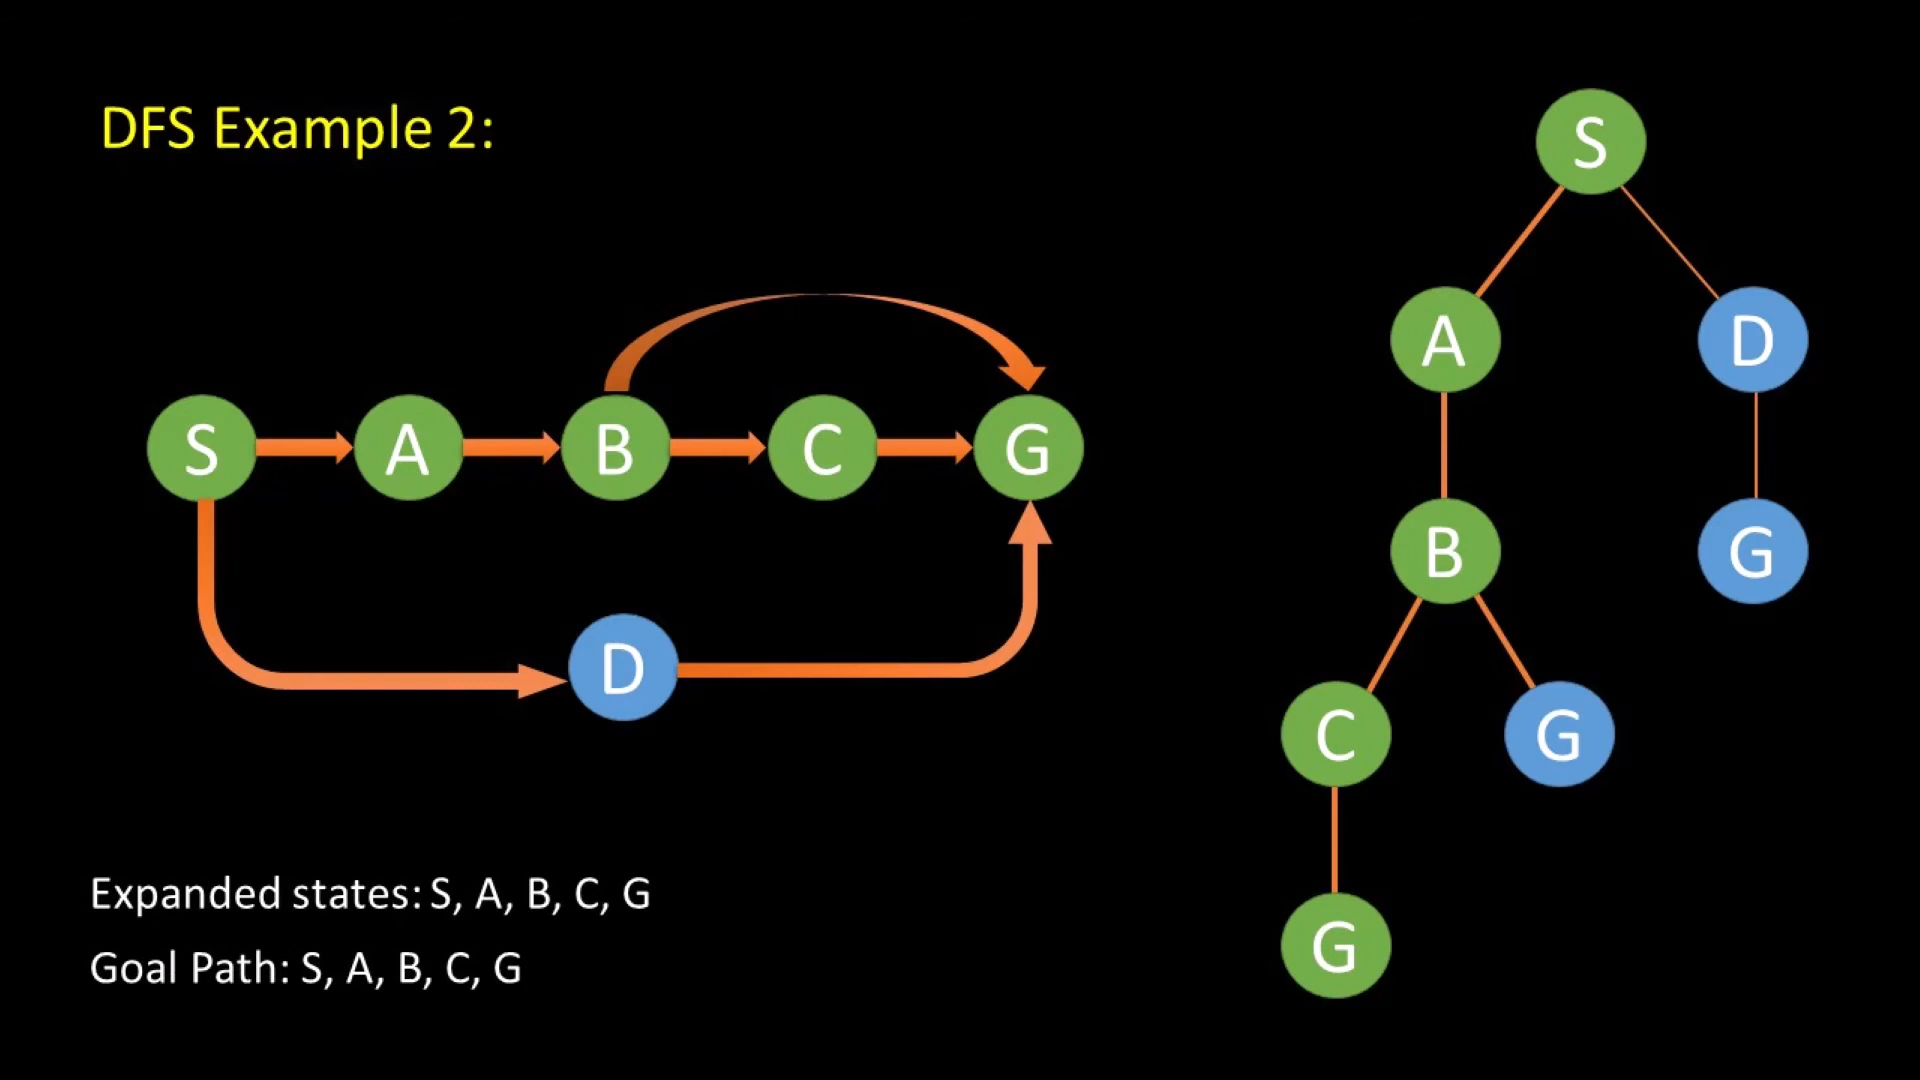 DFS Example 2:
S
A
D
B
G
C
G
G
S
A
B
C
G
D
Expanded states: S, A, B, C, G
Goal Path: S, A, B, C, G